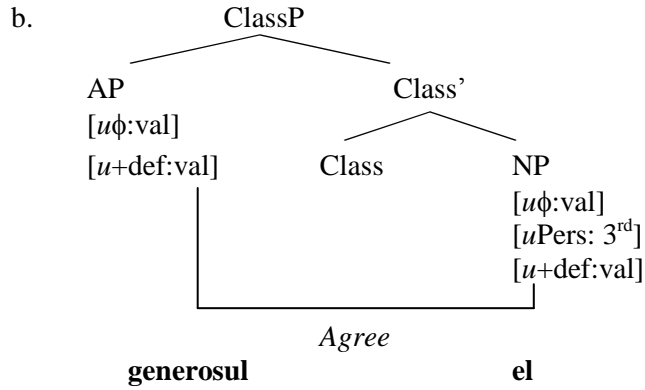 b. ClassP
AP Class’
[uϕ:val]
[u+def:val] Class NP
[uϕ:val]
[uPers: 3rd]
[u+def:val]
Agree
generosul el